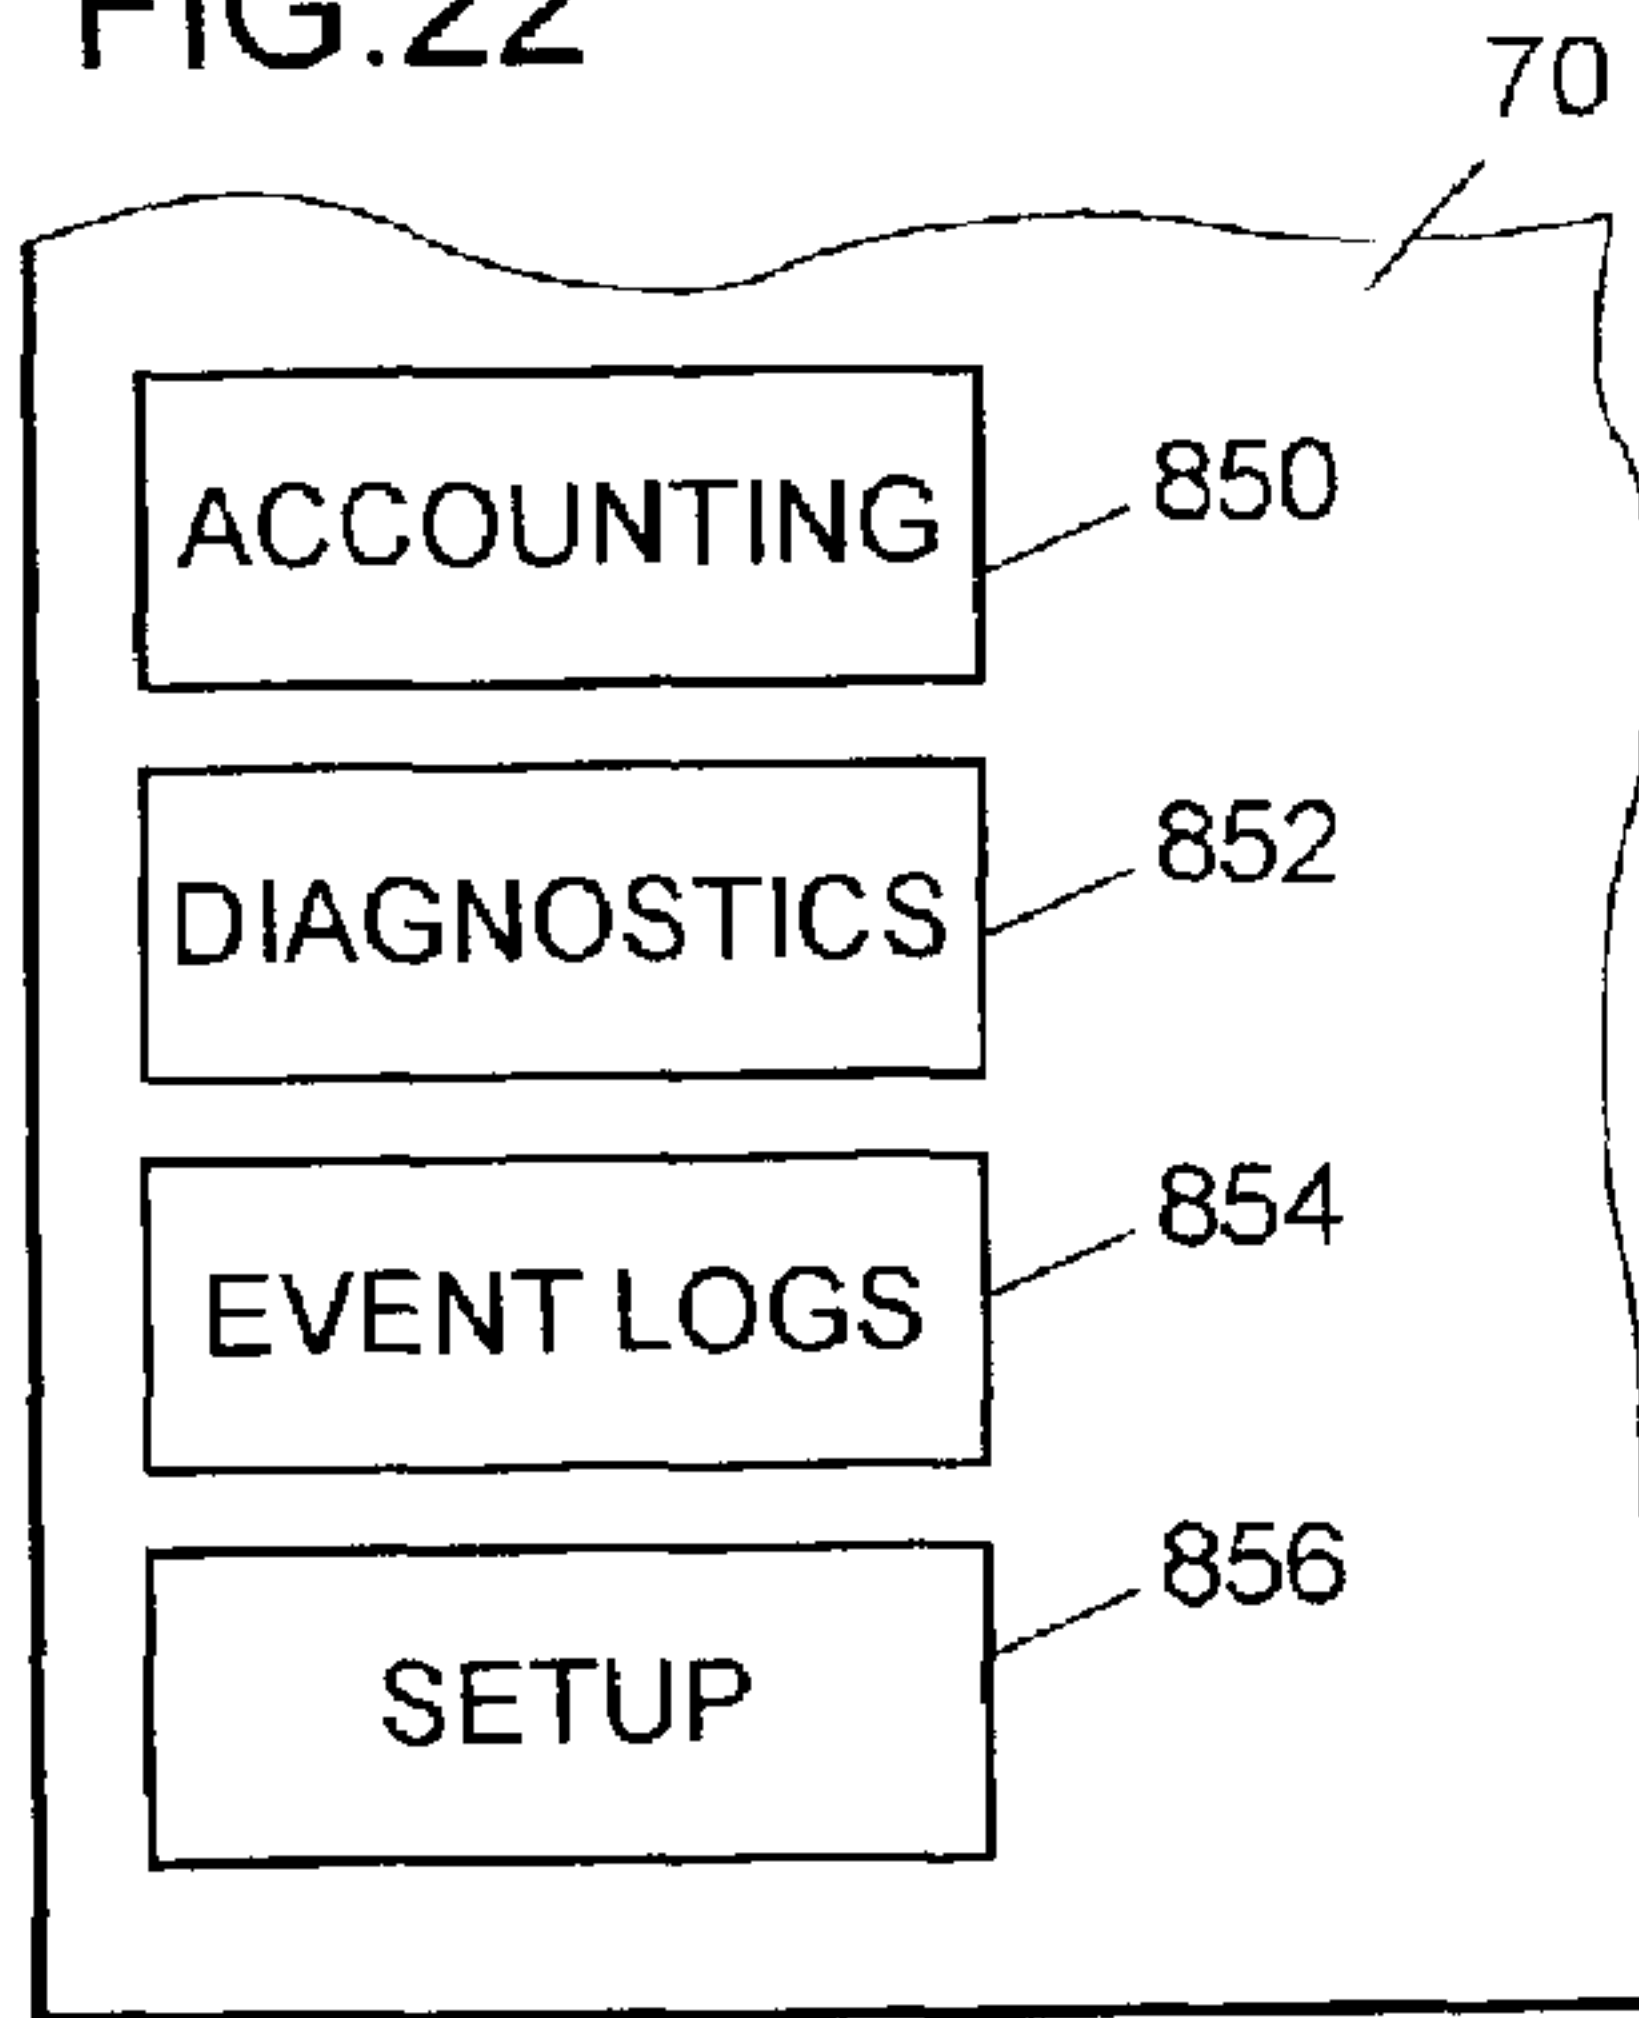 FIG.22
70
ACCOUNTING
850
DIAGNOSTICS
852
EVENT LOGS
854
SETUP
856